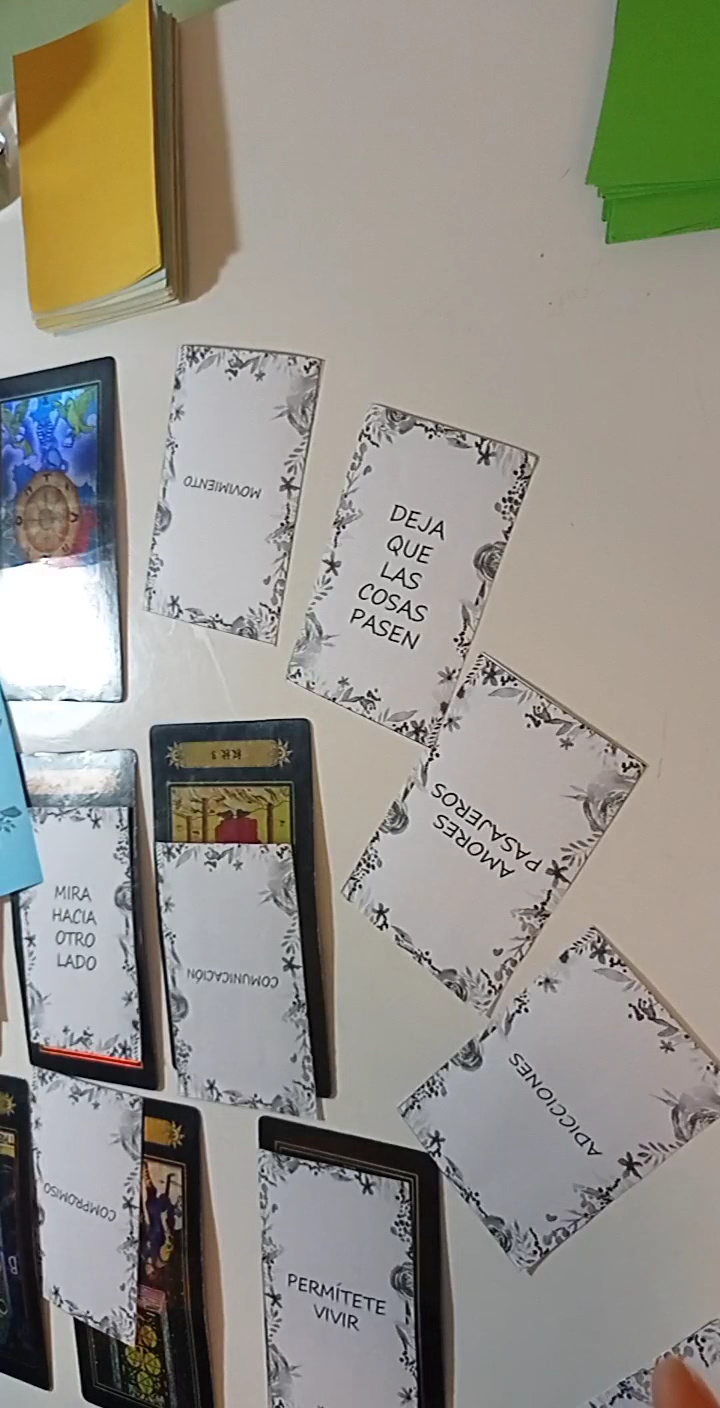 MOVIMIENTO
DEJA
QUE
LAS
COSAS
PASEN
AMORES
PASAJEROS
MIRA
HACIA
OTRO
LADO
COMUNICACIÓN
ADICCIONES
COMPROMISO
PERMÍTETE
VIVIR